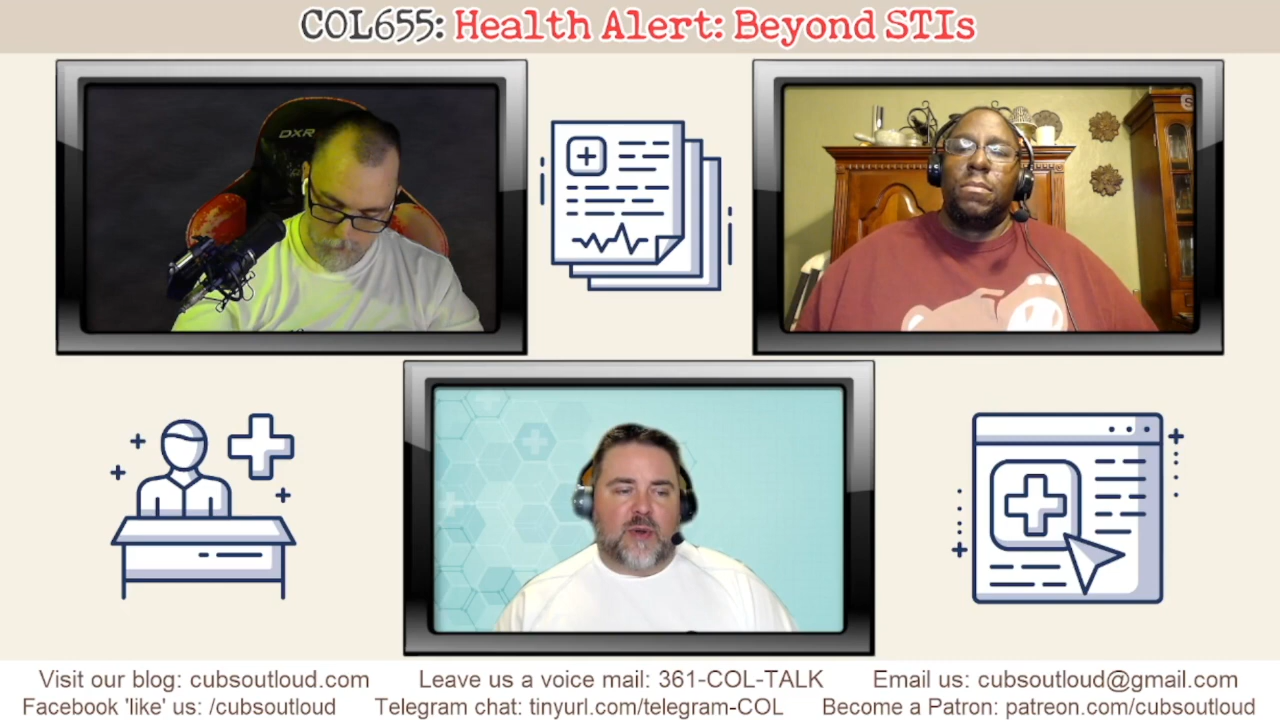 COL655: Health Alert: Beyond STIs
DXR
Visit our blog: cubsoutloud.com Leave us a voice mail: 361-COL-TALK Email us: cubsoutloud@gmail.com
Facebook 'like' us: /cubsoutloud Telegram chat: tinyurl.com/telegram-COL Become a Patron: patreon.com/cubsoutloud